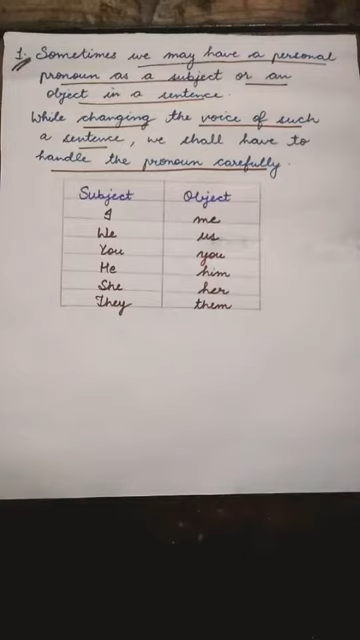 1. Sometimes we may have a personal
pronoun as a subject or an
object in a sentence.
While changing the voice of such
a sentence, we shall have to
handle the pronoun carefully.
Subject Object
I me
We us
You you
He him
She her
They them